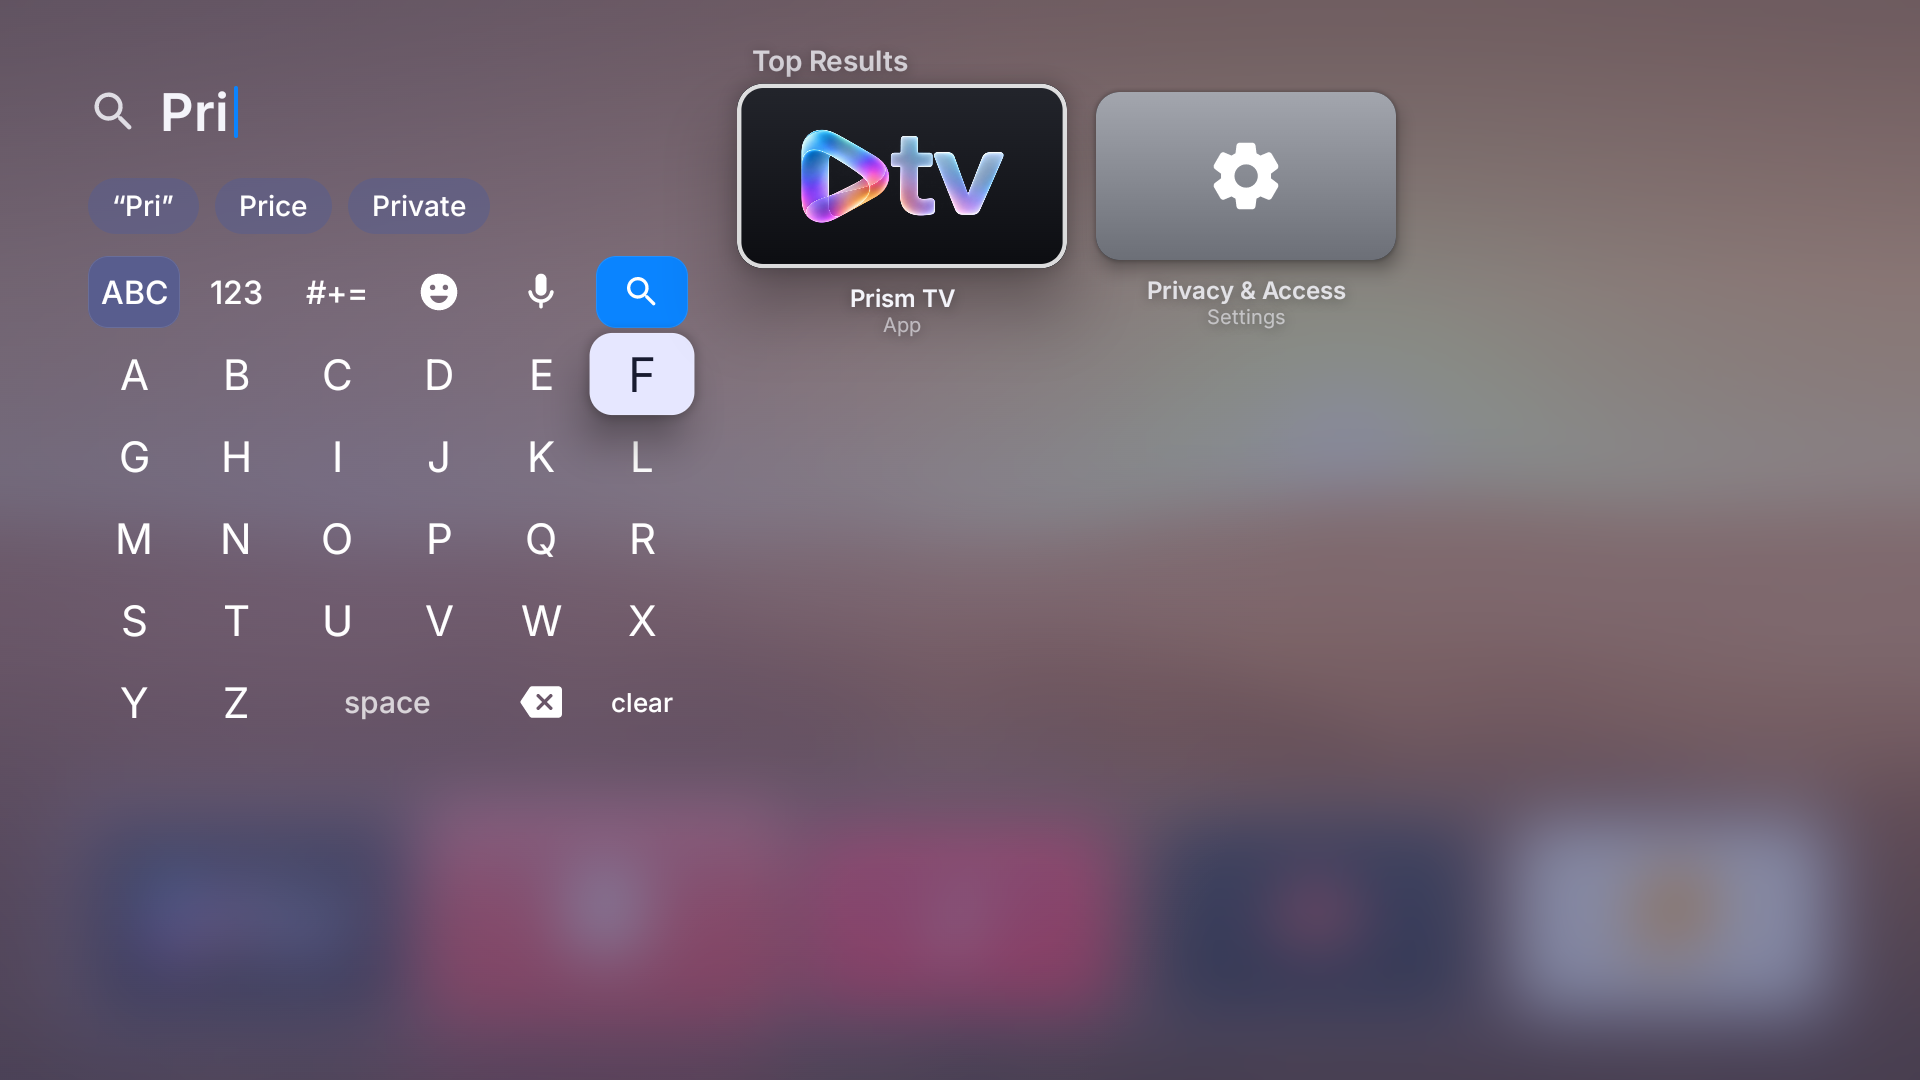 Pri
“Pri”
Price
Private
ABC
123
#+=
A
B
C
D
E
F
G
H
I
J
K
L
M
N
O
P
Q
R
S
T
U
V
W
X
Y
Z
space
clear
Top Results
tv
Prism TV
App
Privacy & Access
Settings